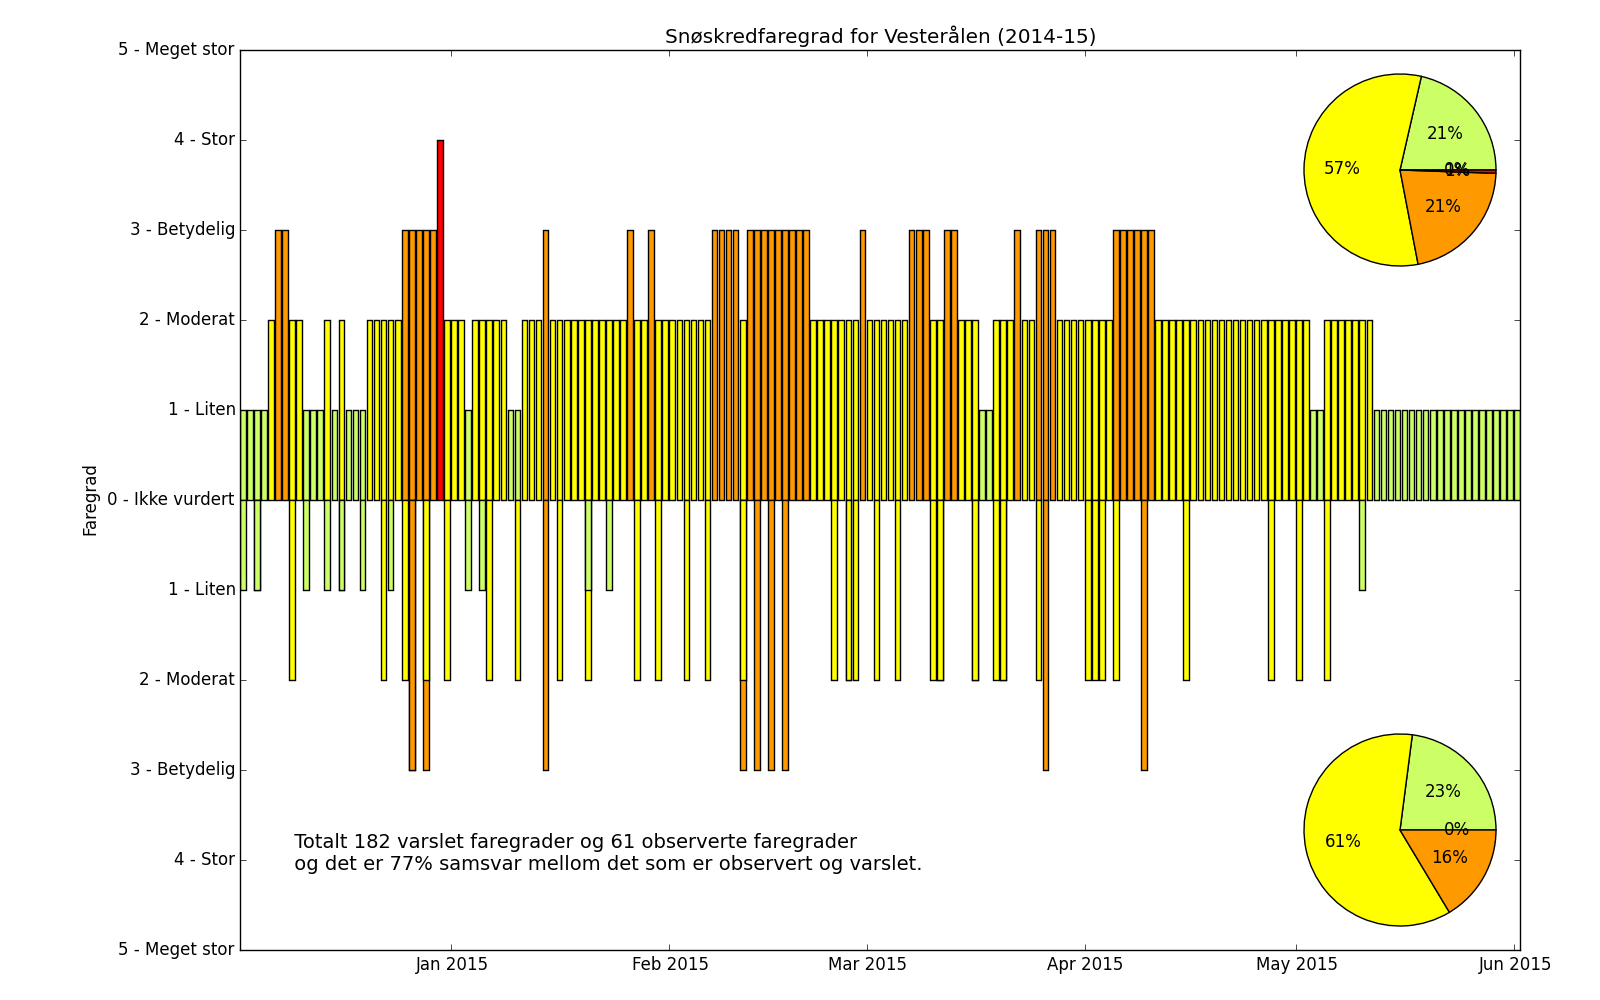 Snøskredfaregrad for Vesterålen (2014-15)
5 - Meget stor
4 - Stor
3 - Betydelig
2 - Moderat
1 - Liten
0 - Ikke vurdert
1 - Liten
2 - Moderat
3 - Betydelig
4 - Stor
5 - Meget stor
Faregrad
21%
57%
0%
1%
21%
23%
61%
0%
16%
Totalt 182 varslet faregrader og 61 observerte faregrader
og det er 77% samsvar mellom det som er observert og varslet.
Jan 2015
Feb 2015
Mar 2015
Apr 2015
May 2015
Jun 2015